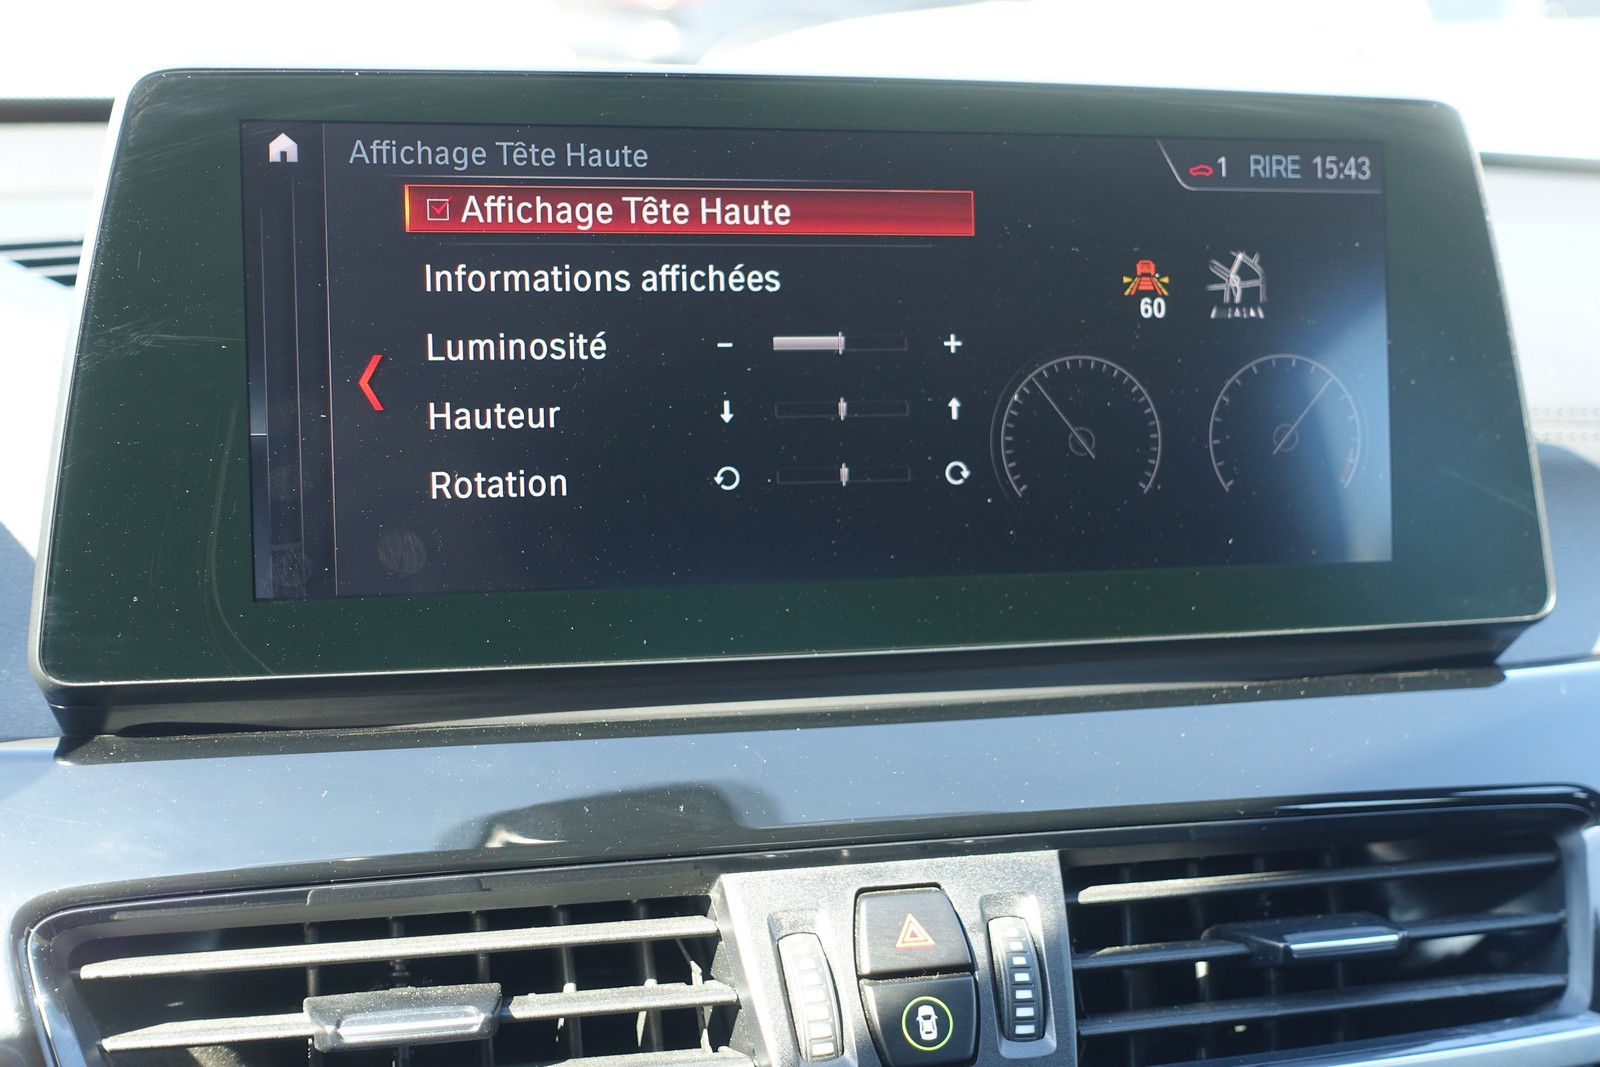 Affichage Tête Haute
1 RIRE 15:43
Affichage Tête Haute
Informations affichées
60
Luminosité - +
Hauteur
Rotation